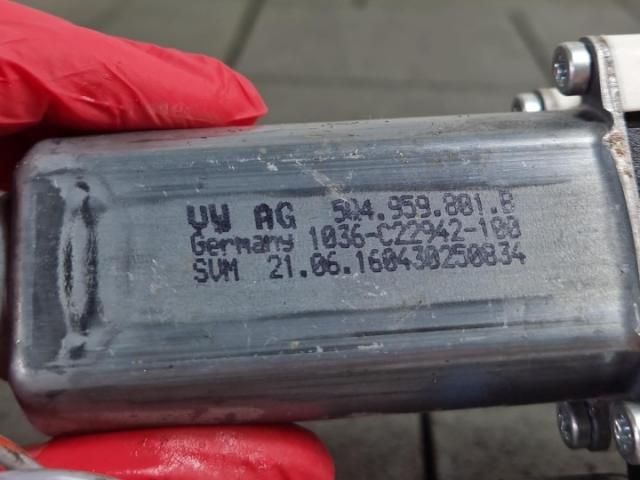 VW AG 5Q4.959.801.B
Germany 1036-C22942-100
SVM 21.06.160430250834